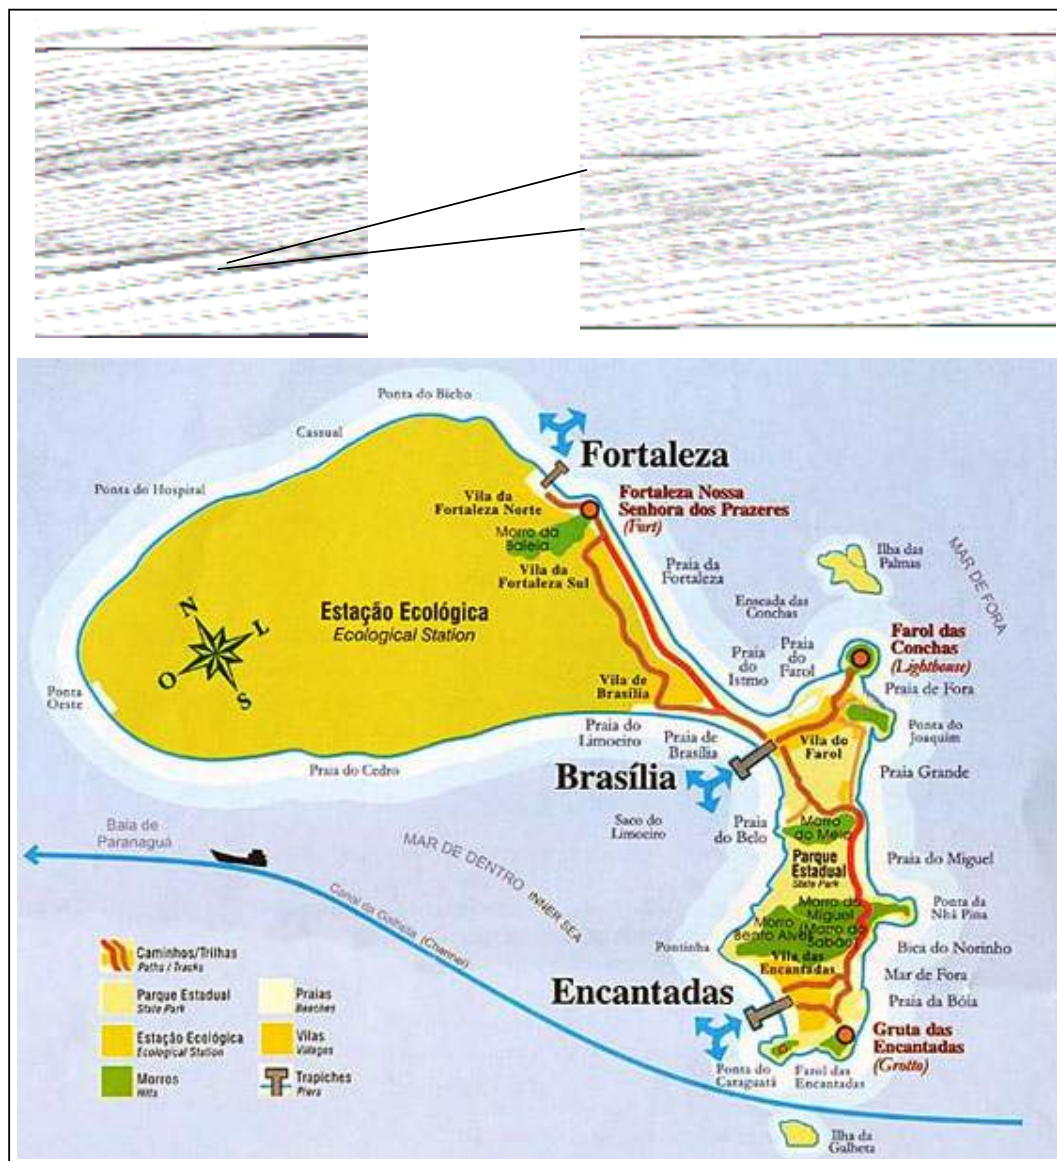 Ponta do Bicho
Cassual
Ponta do Hospital
Fortaleza
Vila da
Fortaleza Norte
Fortaleza Nossa
Senhora dos Prazeres
(Fort)
Morro da
Baleia
Vila da
Fortaleza Sul
Praia da
Fortaleza
Ilha das
Palmas
MAR DE FORA
Estação Ecológica
Ecological Station
Enseada das
Conchas
Farol das
Conchas
(Lighthouse)
N
L
O
S
Praia
do
Istmo
Praia
do
Farol
Ponta
Oeste
Vila de
Brasília
Praia de Fora
Praia do
Limoeiro
Praia de
Brasília
Vila do
Farol
Ponta do
Joaquim
Praia do Cedro
Brasília
Praia Grande
Baía de
Paranaguá
Saco do
Limoeiro
Praia
do Belo
Morro
do Meio
MAR DE DENTRO INNER SEA
Parque
Estadual
State Park
Praia do Miguel
Canal da Galheta (Channel)
Morro do
Miguel
(Morro do
Sabão)
Morro
Bento Alves
Ponta da
Nhá Pina
Pontinha
Vila das
Encantadas
Bica do Norinho
Mar de Fora
Encantadas
Praia da Bóia
Gruta das
Encantadas
(Grotto)
Ponta do
Caraguatá
Farol das
Encantadas
Ilha da
Galheta
Caminhos/Trilhas
Paths / Tracks
Parque Estadual
State Park
Praias
Beaches
Estação Ecológica
Ecological Station
Vilas
Villages
Morros
Hills
Trapiches
Piers